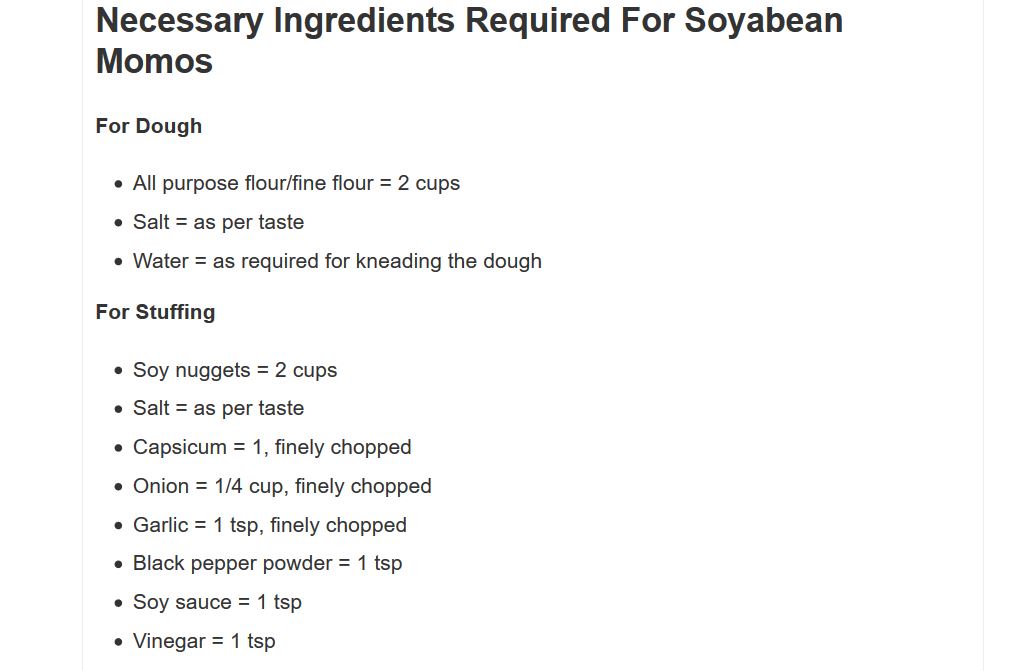 Necessary Ingredients Required For Soyabean
Momos
For Dough
All purpose flour/fine flour = 2 cups
Salt = as per taste
Water = as required for kneading the dough
For Stuffing
Soy nuggets = 2 cups
Salt = as per taste
Capsicum = 1, finely chopped
Onion = 1/4 cup, finely chopped
Garlic = 1 tsp, finely chopped
Black pepper powder = 1 tsp
Soy sauce = 1 tsp
Vinegar = 1 tsp